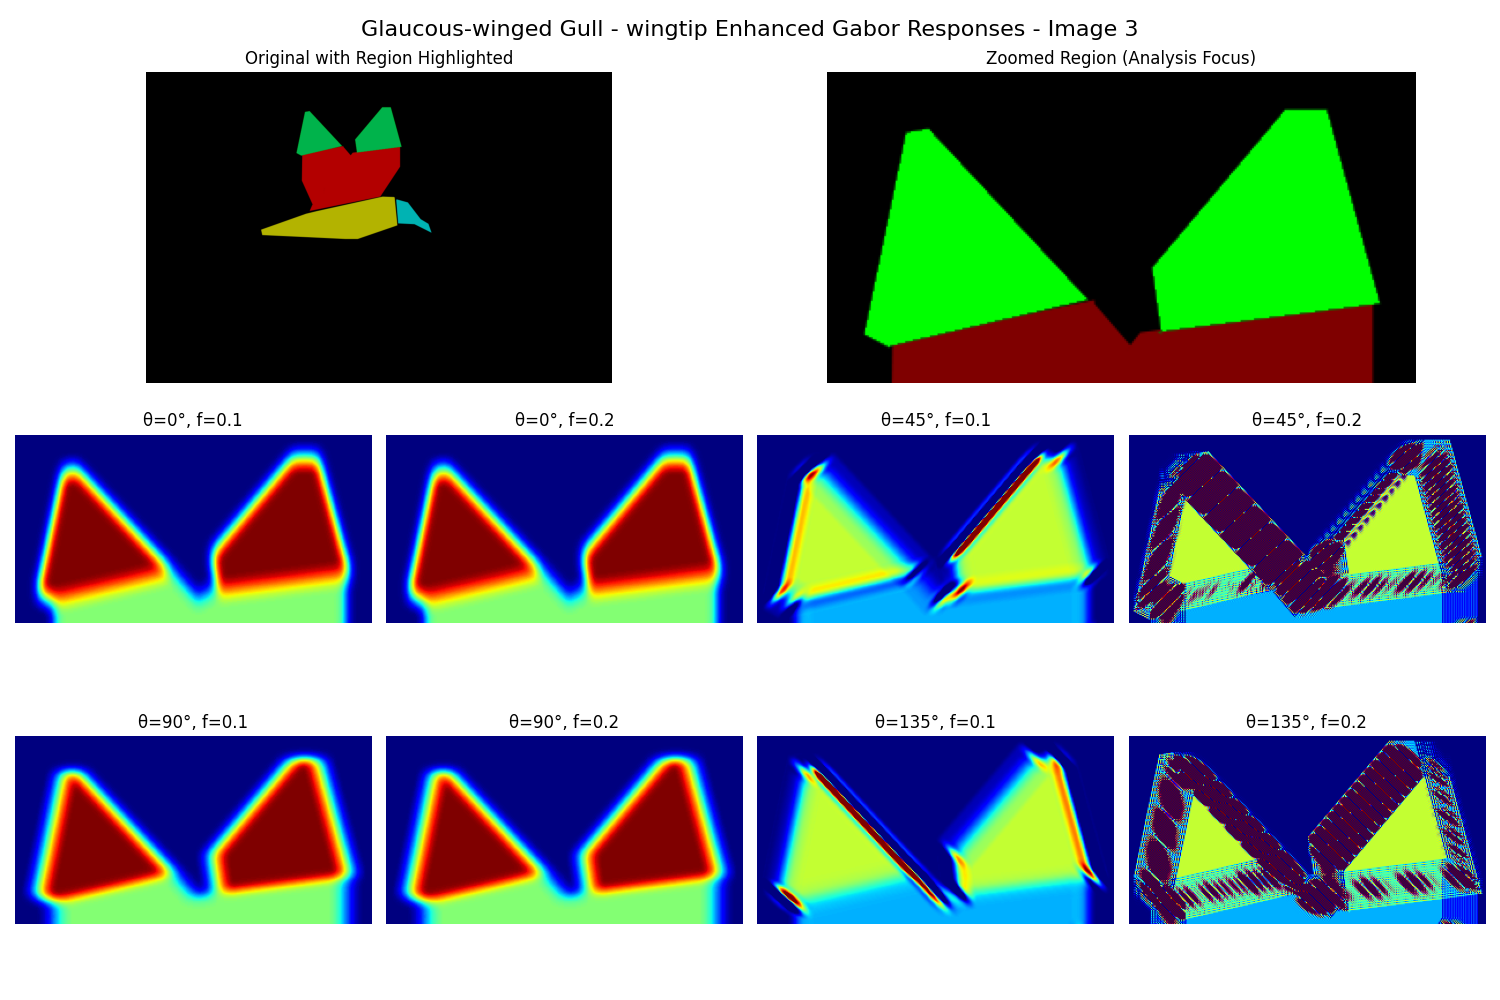 Glaucous-winged Gull - wingtip Enhanced Gabor Responses - Image 3
Original with Region Highlighted
Zoomed Region (Analysis Focus)
θ=0°, f=0.1
θ=0°, f=0.2
θ=45°, f=0.1
θ=45°, f=0.2
θ=90°, f=0.1
θ=90°, f=0.2
θ=135°, f=0.1
θ=135°, f=0.2